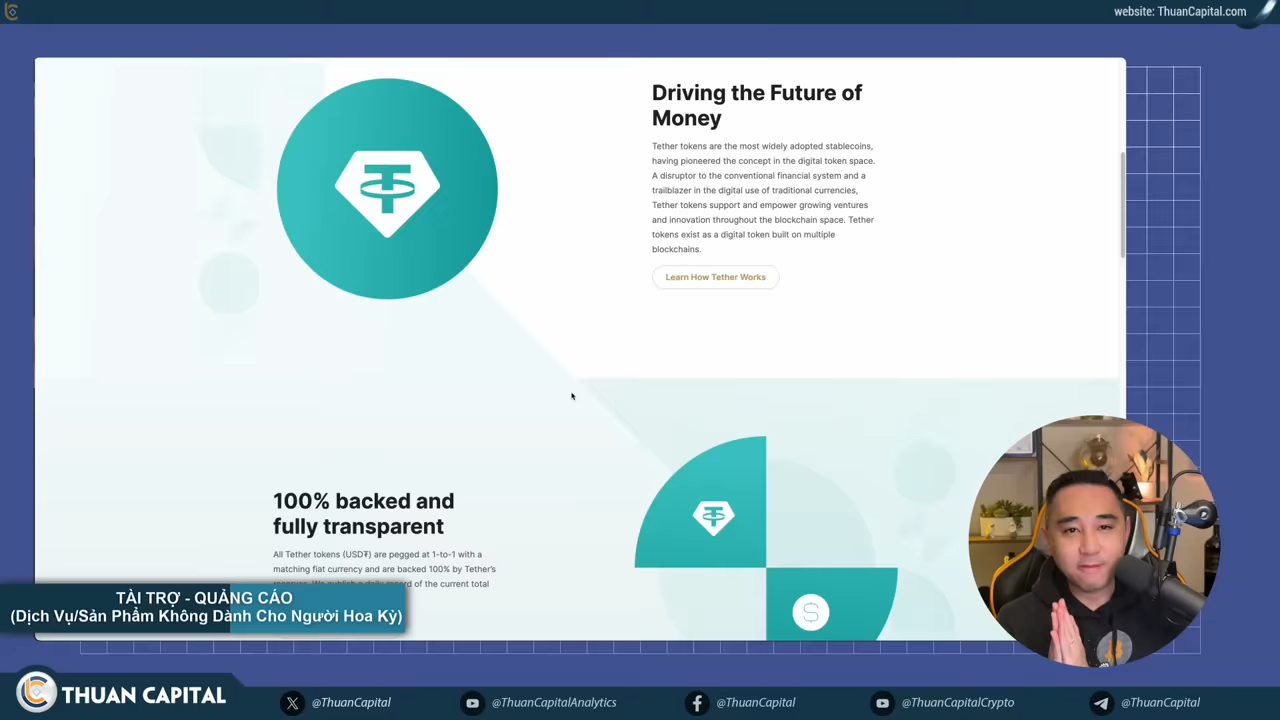 website: ThuanCapital.com
Driving the Future of
Money
Tether tokens are the most widely adopted stablecoins,
having pioneered the concept in the digital token space.
A disruptor to the conventional financial system and a
trailblazer in the digital use of traditional currencies,
Tether tokens support and empower growing ventures
and innovation throughout the blockchain space. Tether
tokens exist as a digital token built on multiple
blockchains.
Learn How Tether Works
100% backed and
fully transparent
All Tether tokens (USD₮) are pegged at 1-to-1 with a
matching fiat currency and are backed 100% by Tether's
reserves. We publish a daily record of the current total
TÀI TRỢ - QUẢNG CÁO
(Dịch Vụ/Sản Phẩm Không Dành Cho Người Hoa Kỳ)
THUAN CAPITAL
@ThuanCapital
@ThuanCapitalAnalytics
@ThuanCapital
@ThuanCapitalCrypto
@ThuanCapital